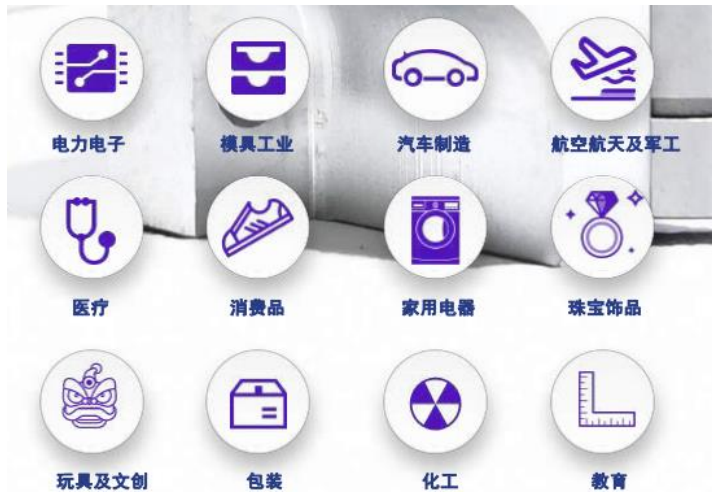 电力电子
模具工业
汽车制造
航空航天及军工
医疗
消费品
家用电器
珠宝饰品
玩具及文创
包装
化工
教育